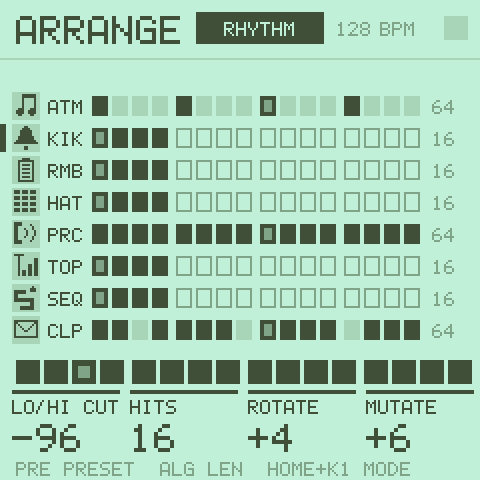 ARRANGE RHYTHM 128 BPM
ATM 64
KIK 16
RMB 16
HAT 16
PRC 64
TOP 16
SEQ 16
CLP 64
LO/HI CUT HITS ROTATE MUTATE
-96 16 +4 +6
PRE PRESET ALG LEN HOME+K1 MODE